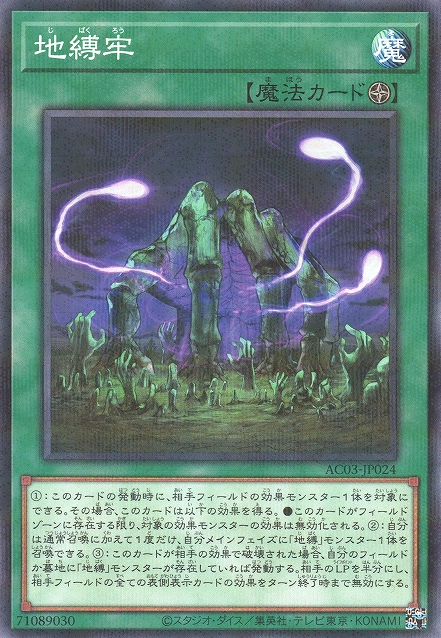 地縛牢
じばくろう
魔
【魔法カード】
まほう
AC03-JP024
①：このカードの発動時に、相手フィールドの効果モンスター１体を対象に
できる。その場合、このカードは以下の効果を得る。●このカードがフィールド
ゾーンに存在する限り、対象の効果モンスターの効果は無効化される。②：自分
は通常召喚に加えて１度だけ、自分メインフェイズに「地縛」モンスター１体を
召喚できる。③：このカードが相手の効果で破壊された場合、自分のフィールド
か墓地に「地縛」モンスターが存在していれば発動する。相手のLPを半分にし、
相手フィールドの全ての表側表示カードの効果をターン終了時まで無効にする。
71089030
©スタジオ・ダイス／集英社・テレビ東京・KONAMI